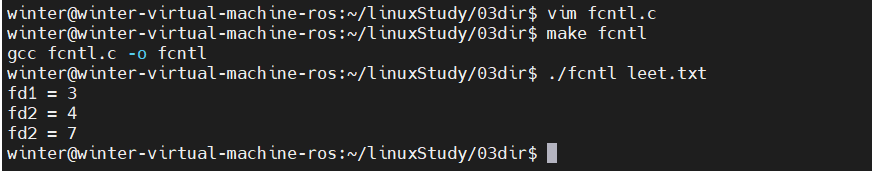 winter@winter-virtual-machine-ros:~/linuxStudy/03dir$ vim fcntl.c
winter@winter-virtual-machine-ros:~/linuxStudy/03dir$ make fcntl
gcc fcntl.c -o fcntl
winter@winter-virtual-machine-ros:~/linuxStudy/03dir$ ./fcntl leet.txt
fd1 = 3
fd2 = 4
fd2 = 7
winter@winter-virtual-machine-ros:~/linuxStudy/03dir$